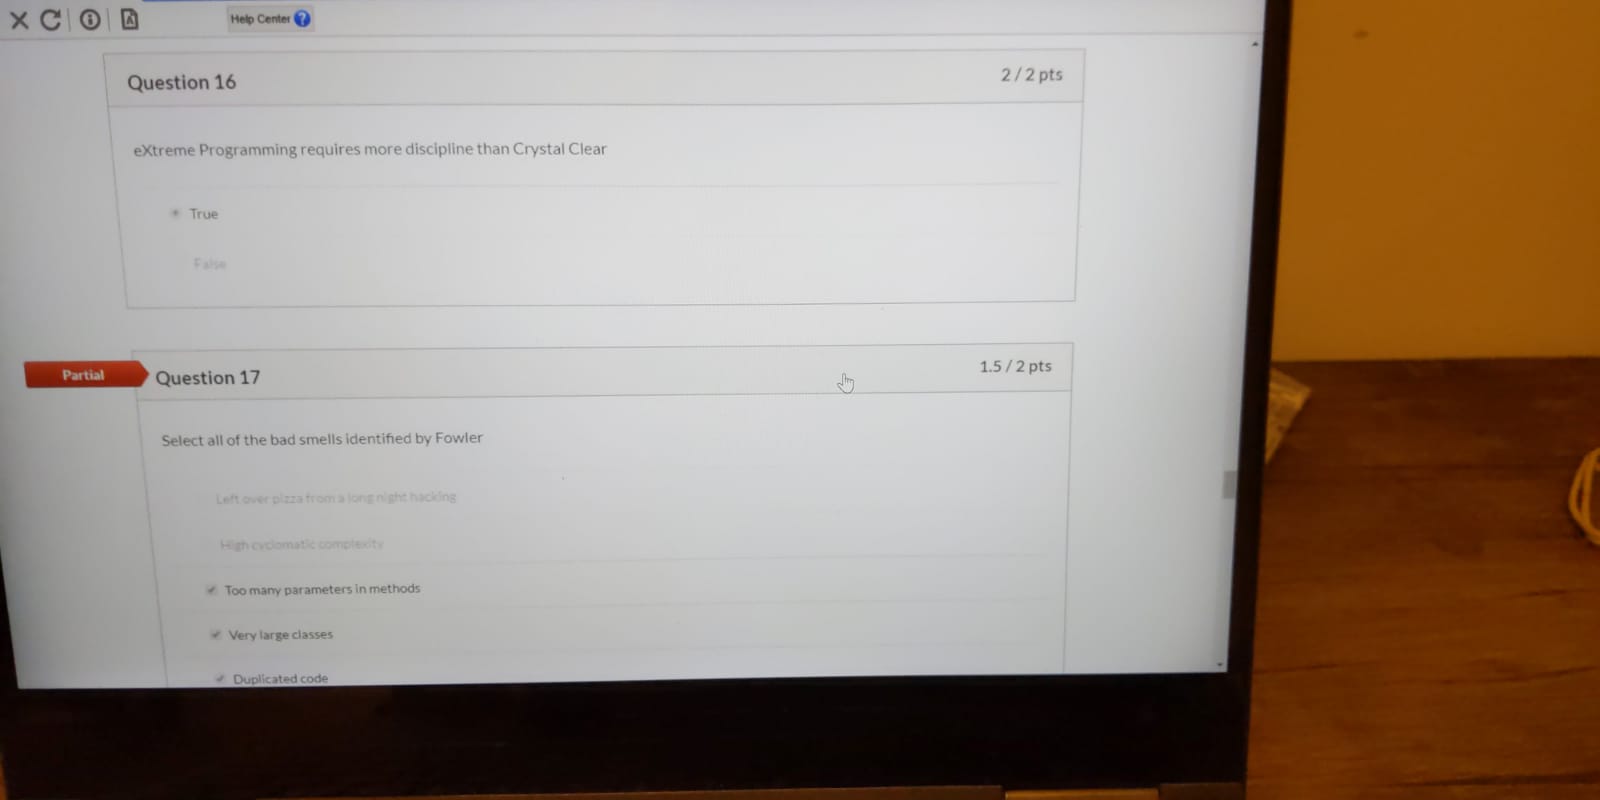 Help Center ?
Question 16
2 / 2 pts
eXtreme Programming requires more discipline than Crystal Clear
True
False
Partial
Question 17
1.5 / 2 pts
Select all of the bad smells identified by Fowler
Left over pizza from a long night hacking
High cyclomatic complexity
Too many parameters in methods
Very large classes
Duplicated code